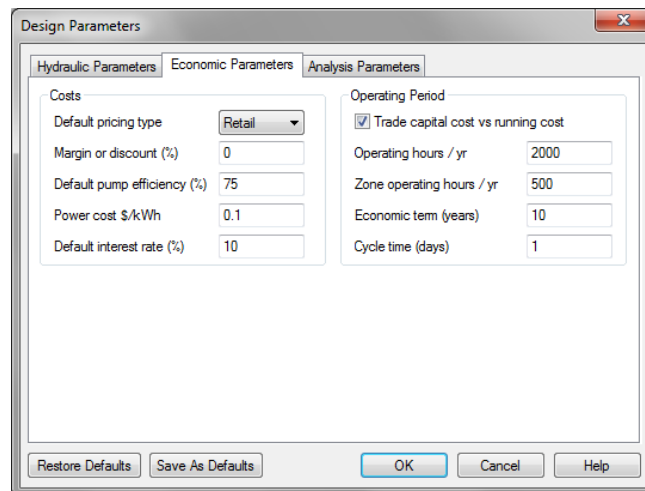 Design Parameters
Hydraulic Parameters Economic Parameters Analysis Parameters
Costs
Default pricing type Retail
Margin or discount (%) 0
Default pump efficiency (%) 75
Power cost $/kWh 0.1
Default interest rate (%) 10
Operating Period
Trade capital cost vs running cost
Operating hours / yr 2000
Zone operating hours / yr 500
Economic term (years) 10
Cycle time (days) 1
Restore Defaults Save As Defaults OK Cancel Help